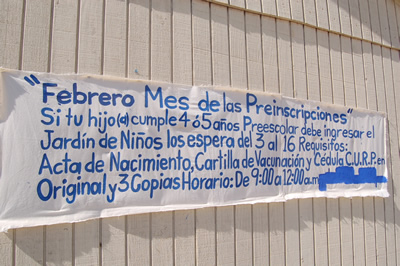 "Febrero Mes de las Preinscripciones"
Si tu hijo(a) cumple 4 ó 5 años Preescolar debe ingresar el
Jardín de Niños los espera del 3 al 16 Requisitos:
Acta de Nacimiento, Cartilla de Vacunación y Cédula C.U.R.P. en
Original y 3 Copias Horario: De 9:00 a 12:00 a.m